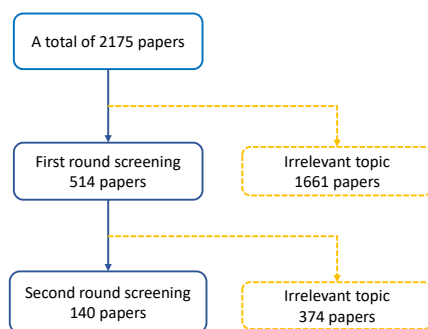 A total of 2175 papers
First round screening
514 papers
Irrelevant topic
1661 papers
Second round screening
140 papers
Irrelevant topic
374 papers